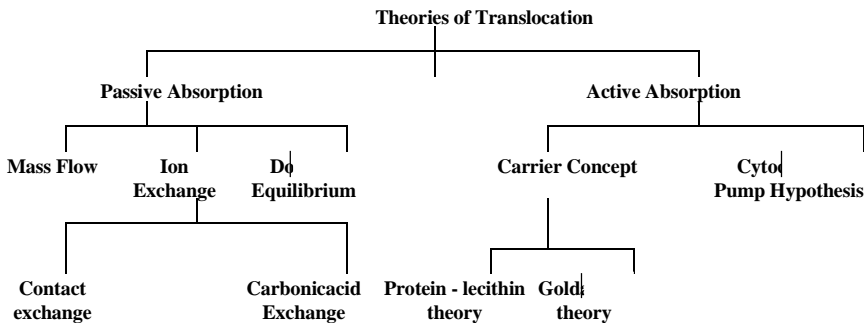 Theories of Translocation
Passive Absorption
Active Absorption
Mass Flow
Ion
Exchange
Equilibrium
Carrier Concept
Pump Hypothesis
Contact
exchange
Carbonicacid
Exchange
Protein - lecithin
theory
theory